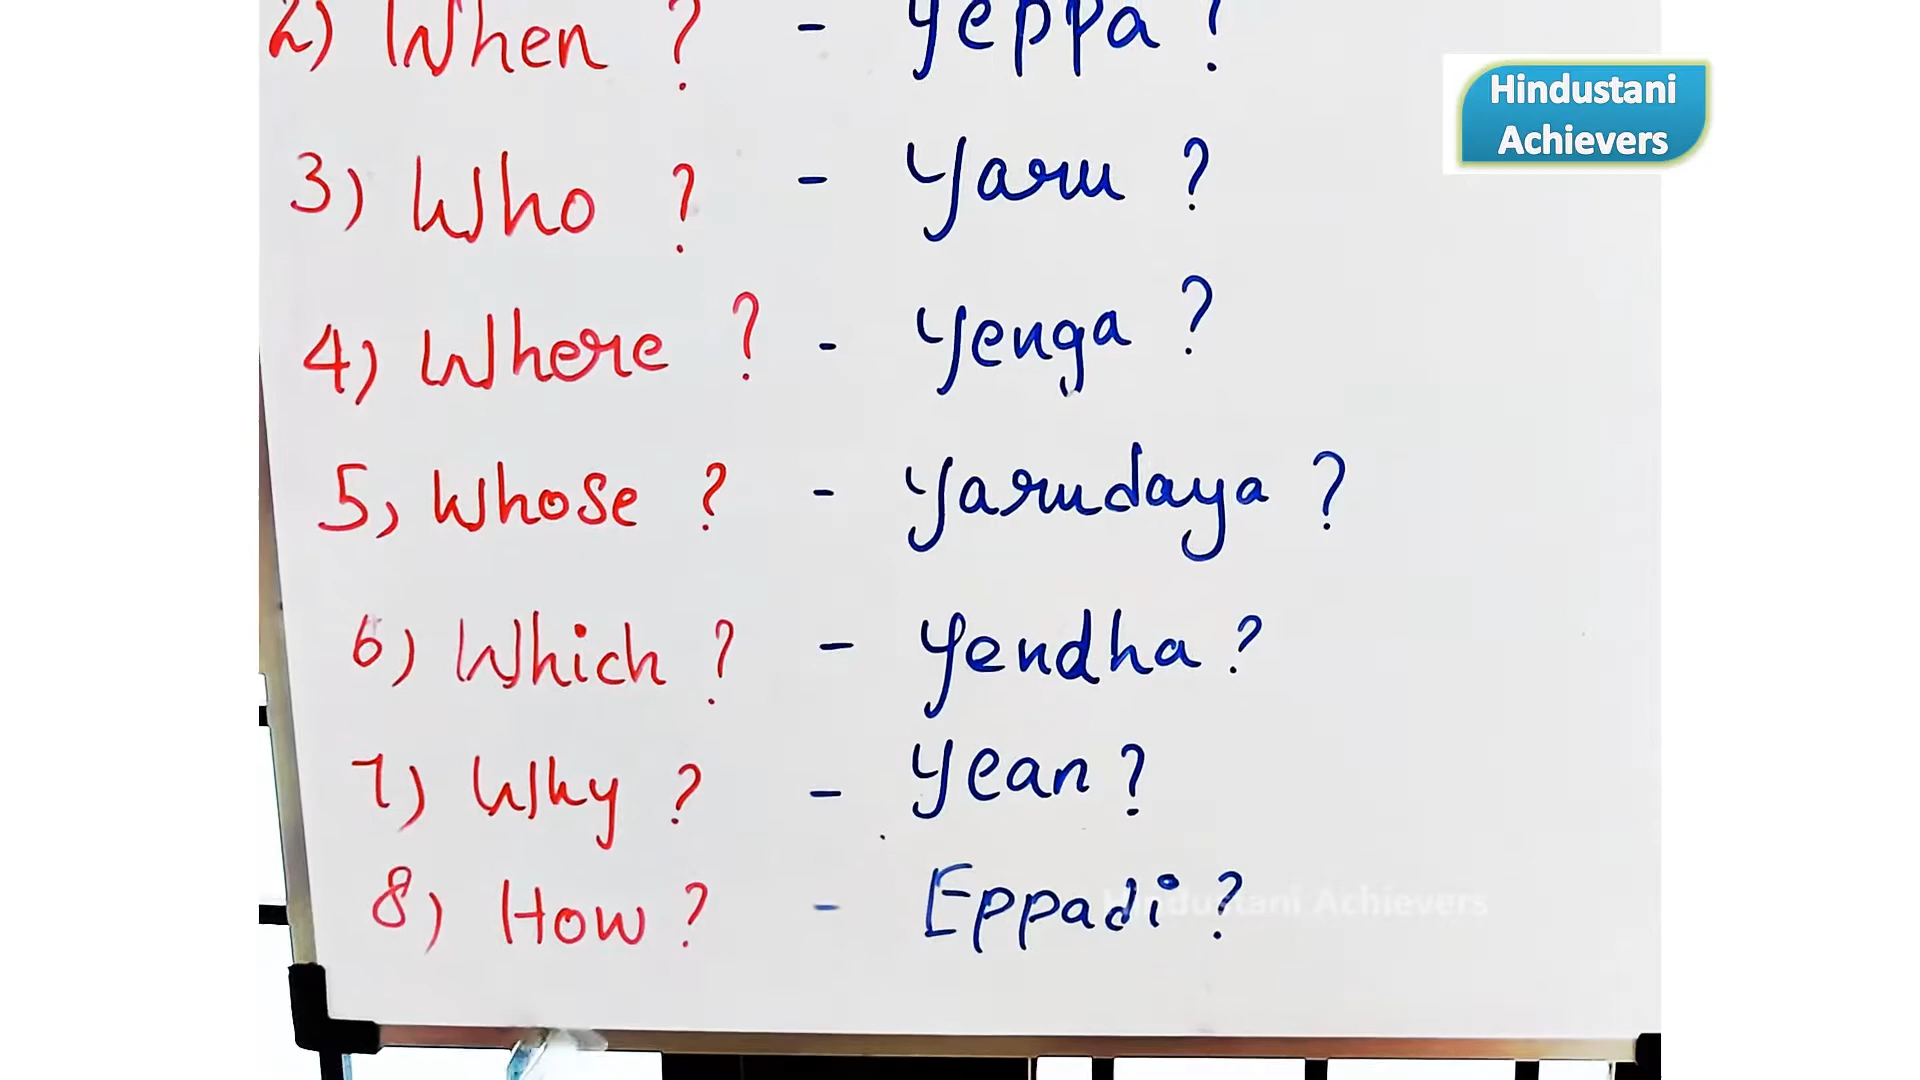 2) When ? - Yeppa ?
Hindustani
Achievers
3) Who ? - Yaru ?
4) Where ? - Yenga ?
5) Whose ? - Yarudaya ?
6) Which ? - Yendha ?
7) Why ? - Yean ?
8) How ? - Eppadi ?
Hindustani Achievers